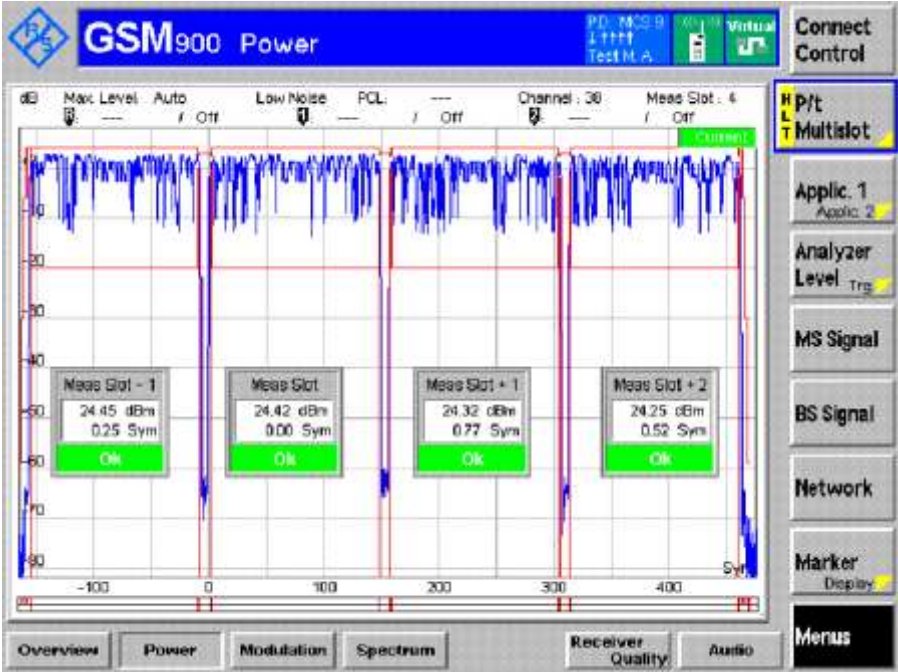 GSM900 Power
P.D.: MCS 9
Test M. A.
Virtual
Connect Control
dB Max. Level: Auto Low Noise PCL: --- Channel : 38 Meas Slot : 4
--- / Off 1 --- / Off 2 --- / Off
Current
HLT
P/t Multislot
Applic. 1
Applic. 2
Analyzer Level Trg
MS Signal
BS Signal
Network
Marker
Display
Menus
-10
-20
-30
-40
-50
-60
-70
-80
Meas Slot - 1
24.45 dBm
0.25 Sym
Ok
Meas Slot
24.42 dBm
0.00 Sym
Ok
Meas Slot + 1
24.32 dBm
0.77 Sym
Ok
Meas Slot + 2
24.25 dBm
0.52 Sym
Ok
Sym
-100 0 100 200 300 400
Overview Power Modulation Spectrum Receiver Quality Audio